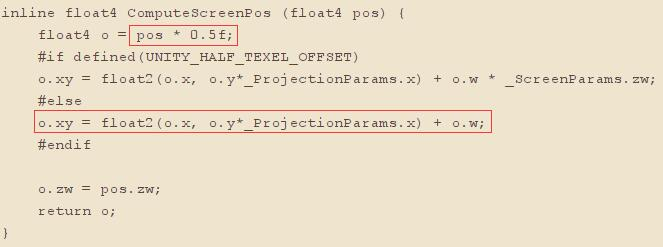 inline float4 ComputeScreenPos (float4 pos) {
float4 o = pos * 0.5f;
#if defined(UNITY_HALF_TEXEL_OFFSET)
o.xy = float2(o.x, o.y*_ProjectionParams.x) + o.w * _ScreenParams.zw;
#else
o.xy = float2(o.x, o.y*_ProjectionParams.x) + o.w;
#endif
o.zw = pos.zw;
return o;
}